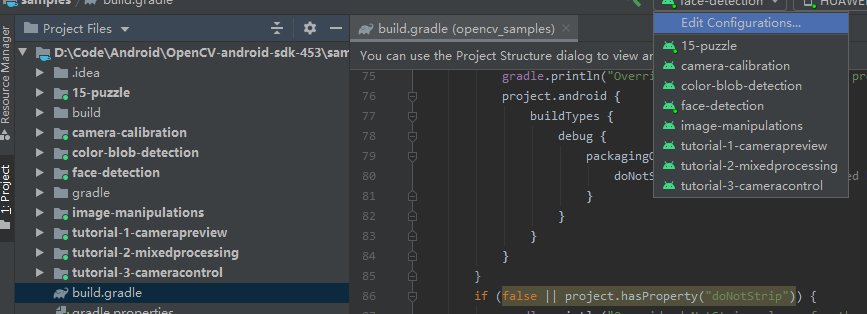 samples
build.gradle
face-detection
HUAWEI
Resource Manager
1: Project
Project Files
D:\Code\Android\OpenCV-android-sdk-453\sam
.idea
15-puzzle
build
camera-calibration
color-blob-detection
face-detection
gradle
image-manipulations
tutorial-1-camerapreview
tutorial-2-mixedprocessing
tutorial-3-cameracontrol
build.gradle
gradle.properties
build.gradle (opencv_samples)
You can use the Project Structure dialog to view an
75 gradle.println("Overri
76 project.android {
77 buildTypes {
78 debug {
79 packagingO
80 doNotS
81 }
82 }
83 }
84 }
85 }
86 if (false || project.hasProperty("doNotStrip")) {
Edit Configurations...
15-puzzle
camera-calibration
color-blob-detection
face-detection
image-manipulations
tutorial-1-camerapreview
tutorial-2-mixedprocessing
tutorial-3-cameracontrol